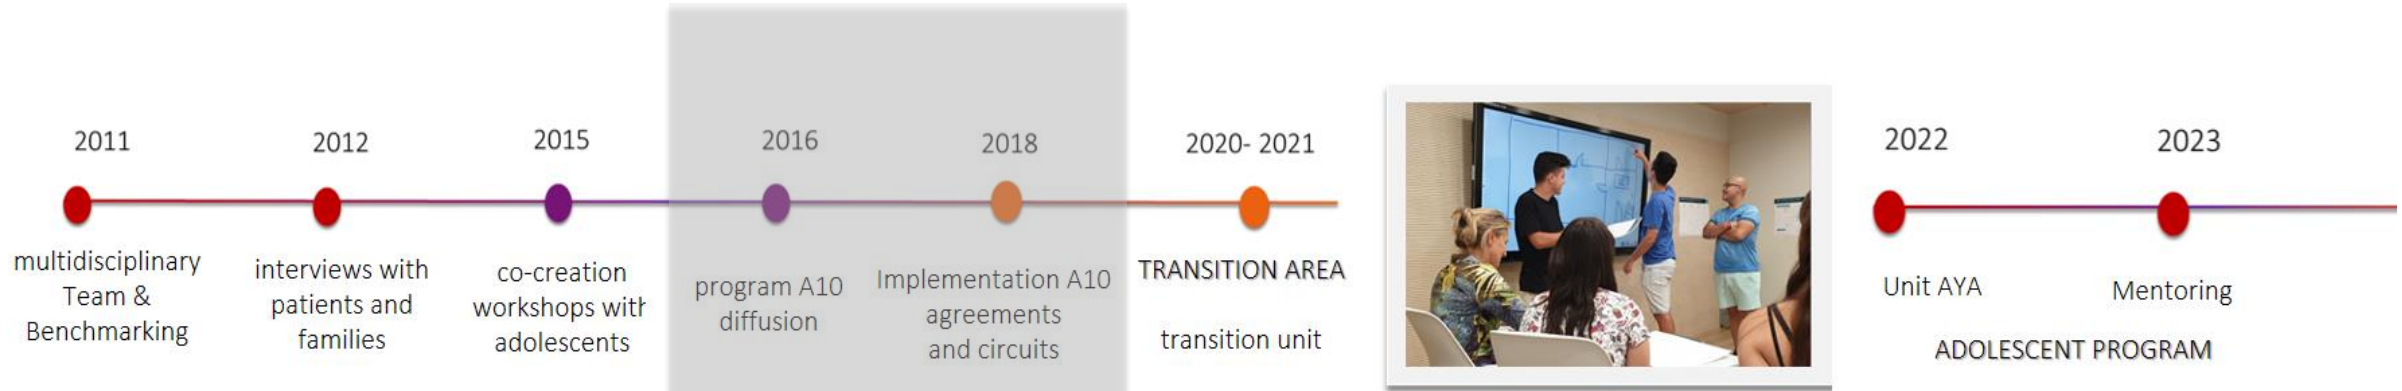 2011
multidisciplinary
Team &
Benchmarking
2012
interviews with
patients and
families
2015
co-creation
workshops with
adolescents
2016
program A10
diffusion
2018
Implementation A10
agreements
and circuits
2020- 2021
TRANSITION AREA
transition unit
2022
Unit AYA
2023
Mentoring
ADOLESCENT PROGRAM